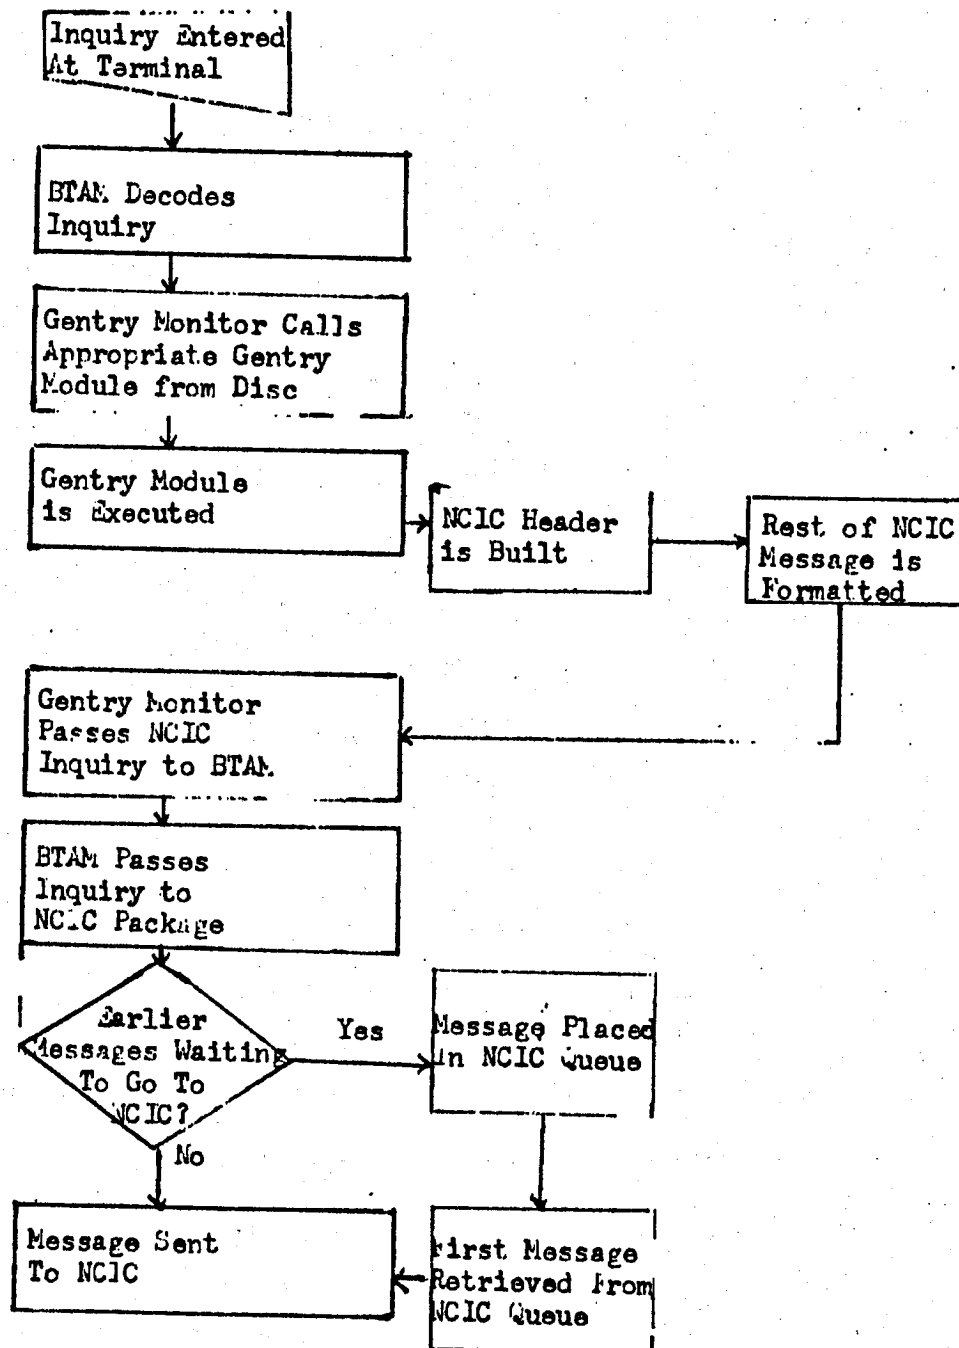 Inquiry Entered
At Terminal
BTAM Decodes
Inquiry
Gentry Monitor Calls
Appropriate Gentry
Module from Disc
Gentry Module
is Executed
NCIC Header
is Built
Rest of NCIC
Message is
Formatted
Gentry Monitor
Passes NCIC
Inquiry to BTAM
BTAM Passes
Inquiry to
NCIC Package
Earlier
Messages Waiting
To Go To
NCIC?
Yes
Message Placed
in NCIC Queue
No
Message Sent
To NCIC
First Message
Retrieved From
NCIC Queue